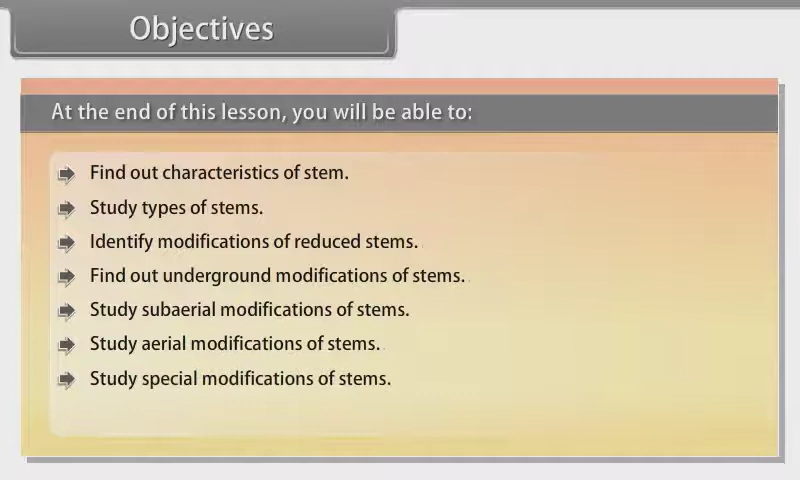 Objectives
At the end of this lesson, you will be able to:
Find out characteristics of stem.
Study types of stems.
Identify modifications of reduced stems.
Find out underground modifications of stems.
Study subaerial modifications of stems.
Study aerial modifications of stems.
Study special modifications of stems.